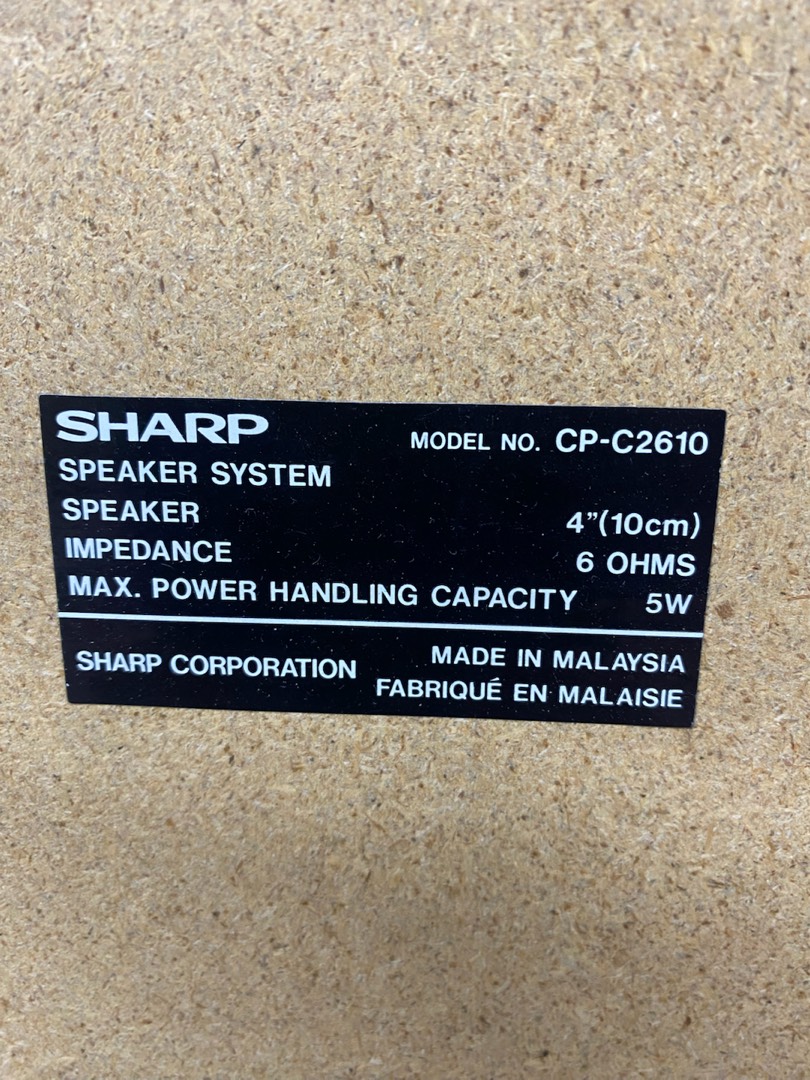 SHARP MODEL NO. CP-C2610
SPEAKER SYSTEM
SPEAKER 4"(10cm)
IMPEDANCE 6 OHMS
MAX. POWER HANDLING CAPACITY 5W
SHARP CORPORATION MADE IN MALAYSIA
FABRIQUÉ EN MALAISIE